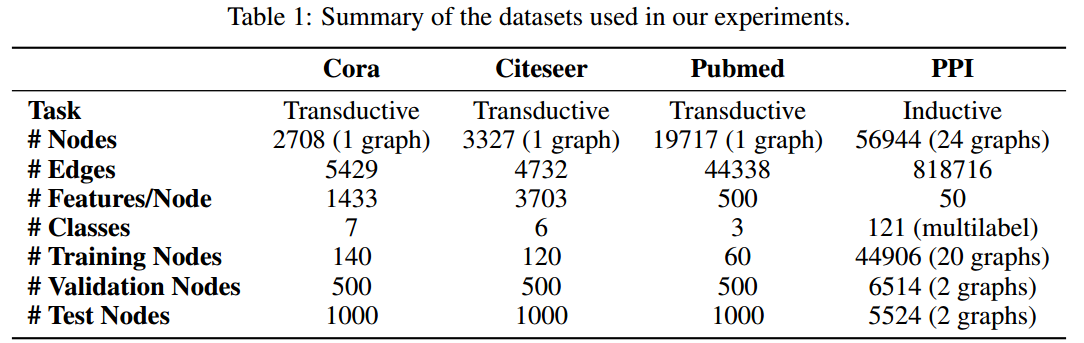 Table 1: Summary of the datasets used in our experiments.
Cora Citeseer Pubmed PPI
Task Transductive Transductive Transductive Inductive
# Nodes 2708 (1 graph) 3327 (1 graph) 19717 (1 graph) 56944 (24 graphs)
# Edges 5429 4732 44338 818716
# Features/Node 1433 3703 500 50
# Classes 7 6 3 121 (multilabel)
# Training Nodes 140 120 60 44906 (20 graphs)
# Validation Nodes 500 500 500 6514 (2 graphs)
# Test Nodes 1000 1000 1000 5524 (2 graphs)